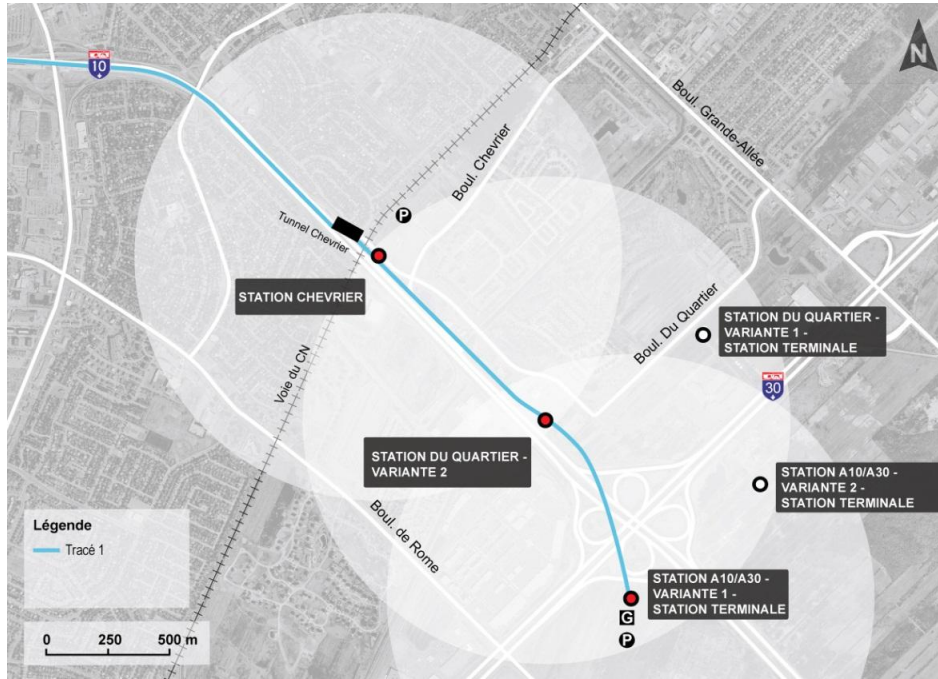 10
N
Boul. Grande-Allée
Boul. Chevrier
P
Tunnel Chevrier
STATION CHEVRIER
Boul. Du Quartier
STATION DU QUARTIER -
VARIANTE 1 -
STATION TERMINALE
Voie du CN
30
STATION DU QUARTIER -
VARIANTE 2
STATION A10/A30 -
VARIANTE 2 -
STATION TERMINALE
Boul. de Rome
Légende
Tracé 1
STATION A10/A30 -
VARIANTE 1 -
STATION TERMINALE
G
P
0 250 500 m